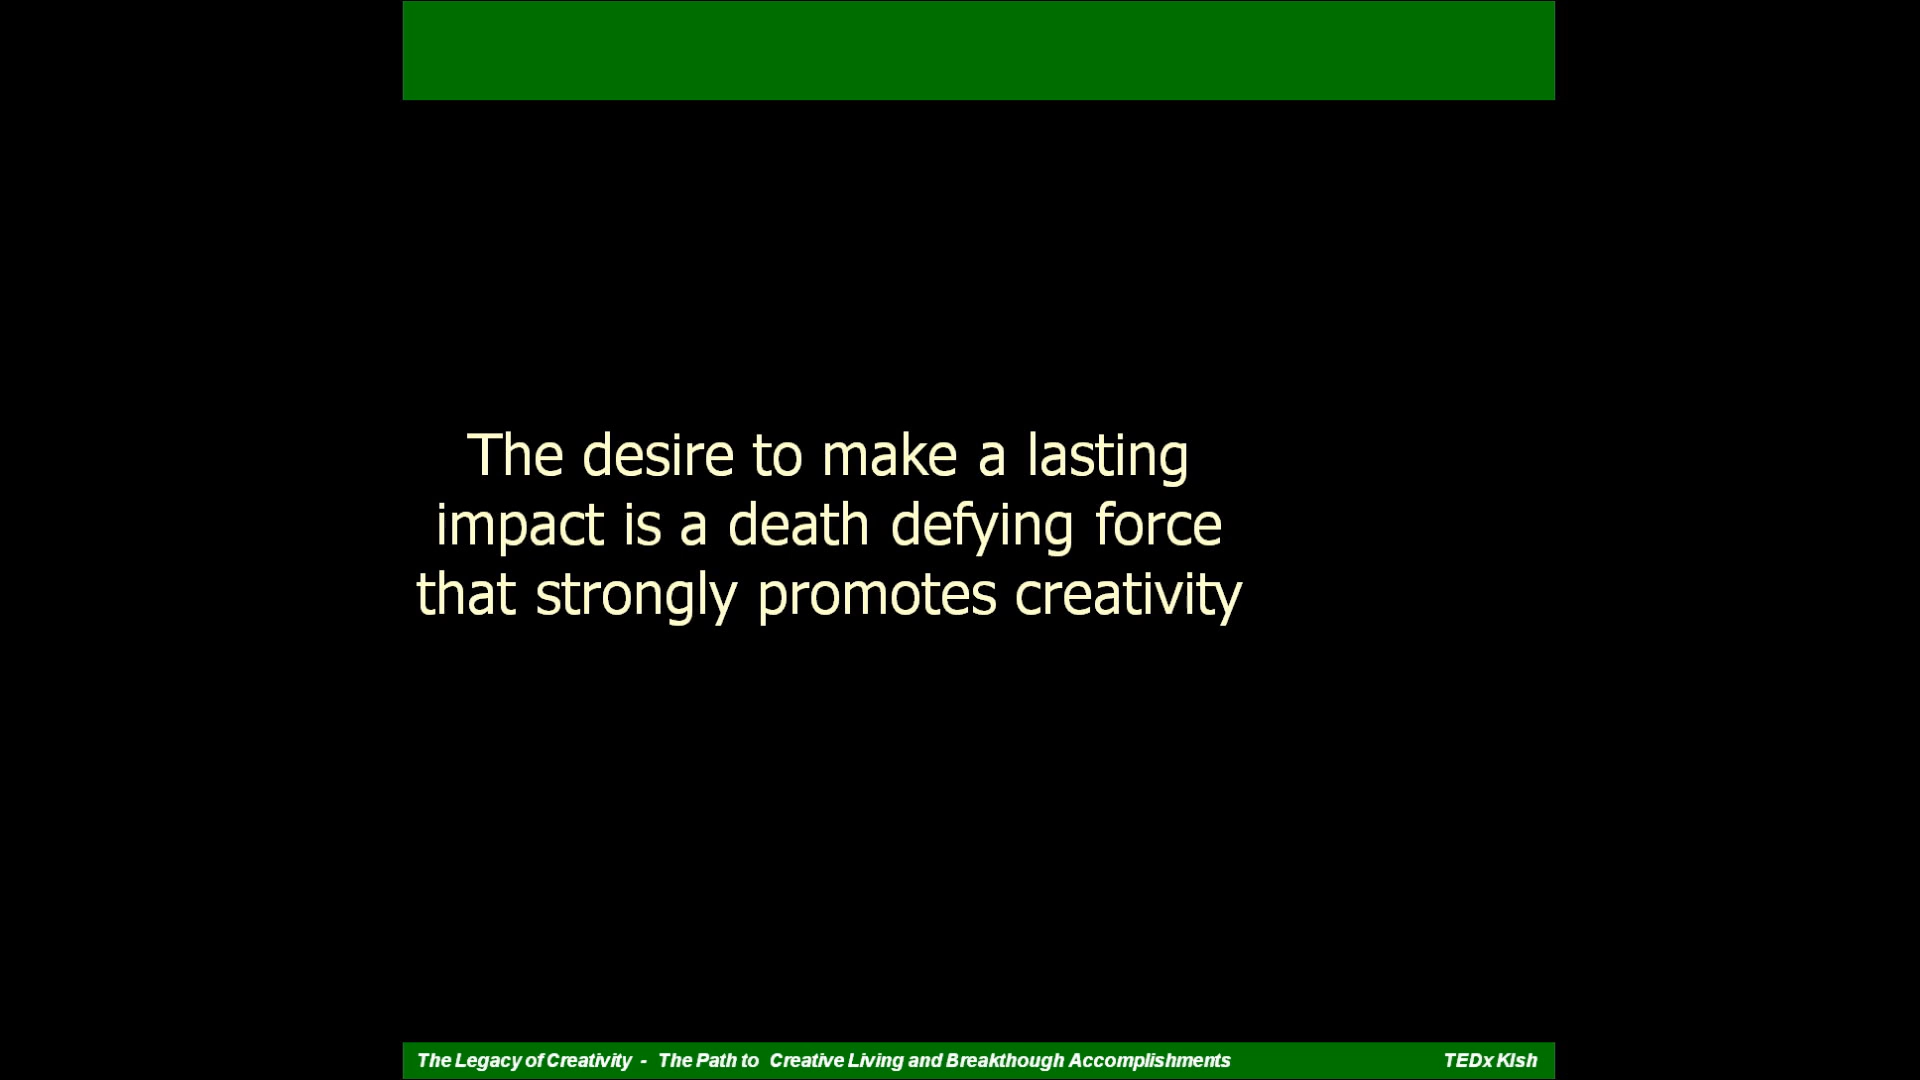 The desire to make a lasting
impact is a death defying force
that strongly promotes creativity
The Legacy of Creativity - The Path to Creative Living and Breakthough Accomplishments TEDx KIsh